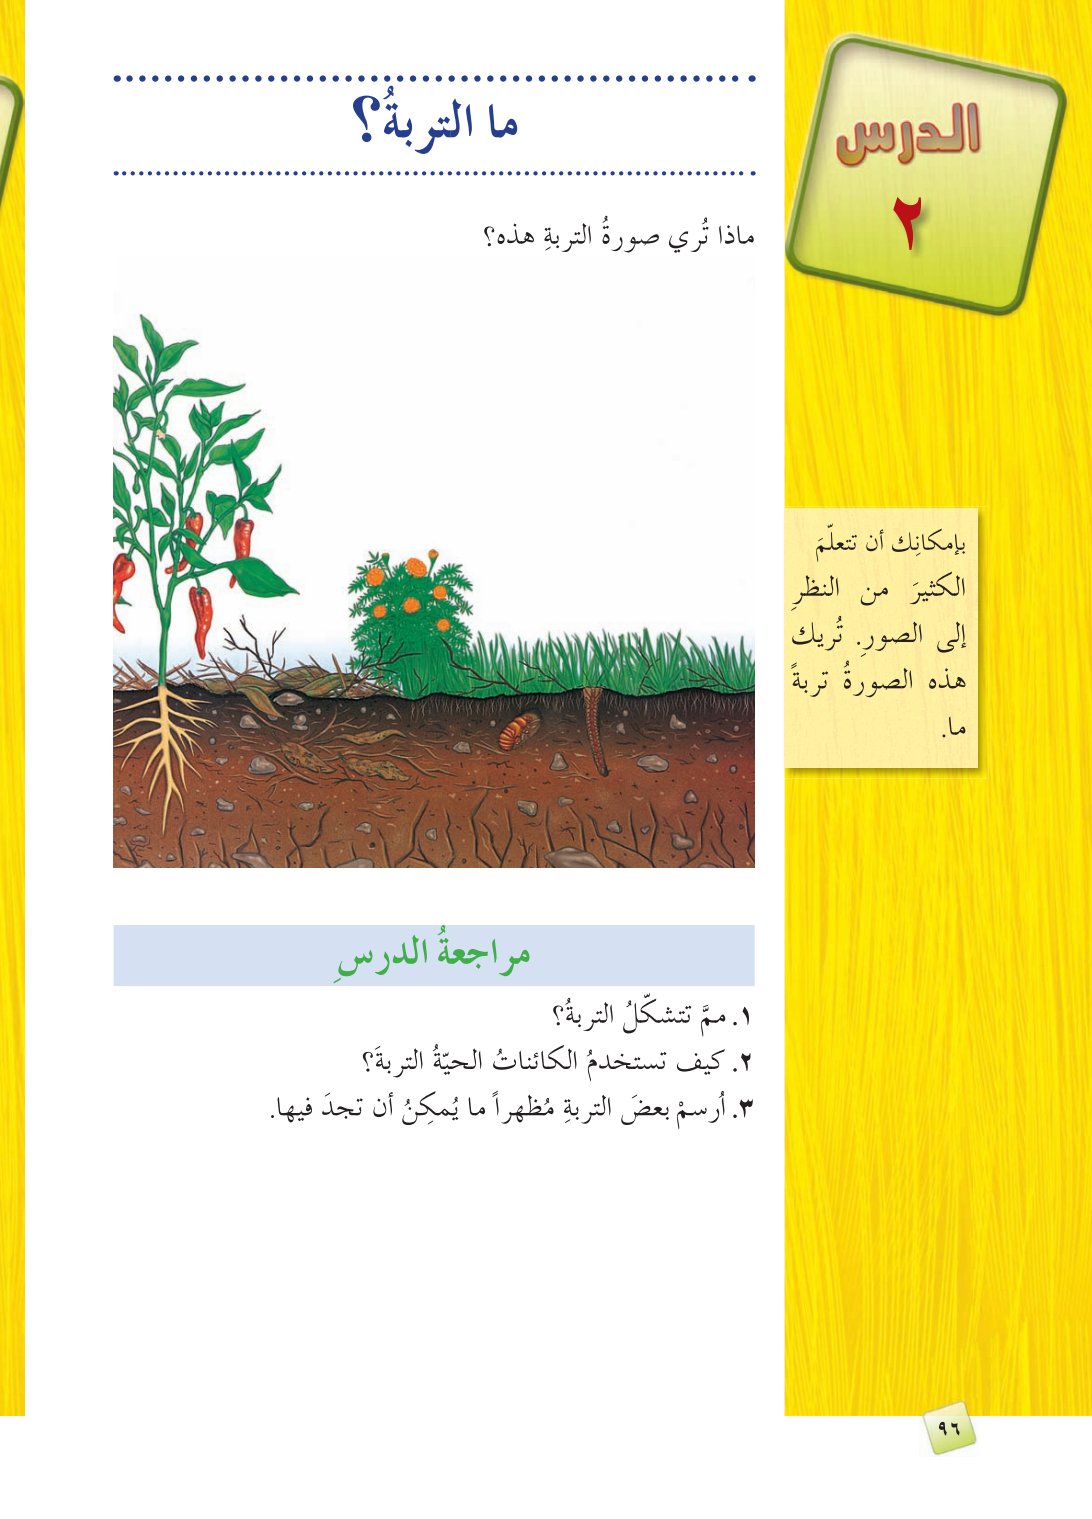 الدرس
٢
ما التربةُ؟
ماذا تُري صورةُ التربةِ هذه؟
بإمكانِك أن تتعلّمَ
الكثيرَ من النظرِ
إلى الصورِ. تُريك
هذه الصورةُ تربةً
ما.
مراجعةُ الدرسِ
١. ممَّ تتشكّلُ التربةُ؟
٢. كيف تستخدمُ الكائناتُ الحيّةُ التربةَ؟
٣. اُرسمْ بعضَ التربةِ مُظهراً ما يُمكِنُ أن تجدَ فيها.
٩٦